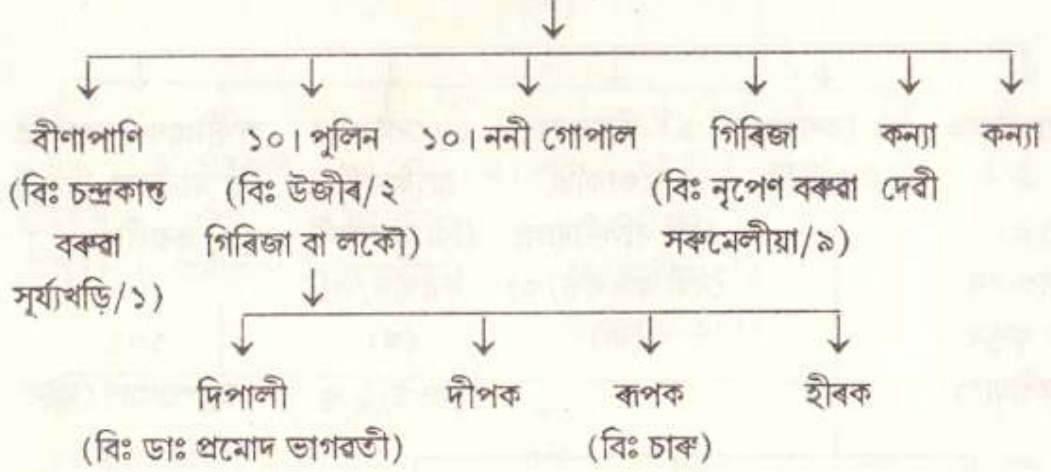 বীণাপাণি ১০। পুলিন ১০। ননী গোপাল গিৰিজা কন্যা কন্যা
(বিঃ চন্দ্ৰকান্ত (বিঃ উজীৰ/২ (বিঃ নৃপেণ বৰুৱা দেৱী
বৰুৱা গিৰিজা বা লকৌ) সৰুমেলীয়া/৯)
সূৰ্য্যখড়ি/১)
দিপালী দীপক ৰূপক হীৰক
(বিঃ ডাঃ প্ৰমোদ ভাগৱতী) (বিঃ চাৰু)